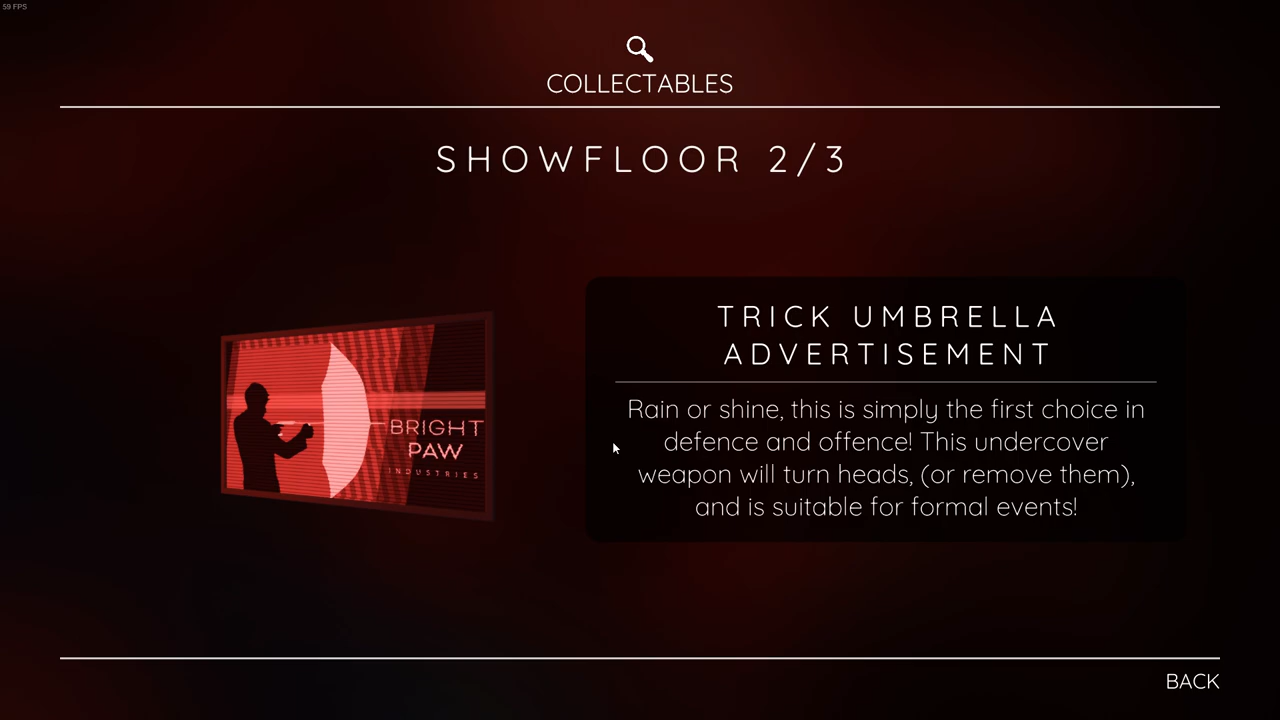 59 FPS
COLLECTABLES
SHOWFLOOR 2/3
TRICK UMBRELLA
ADVERTISEMENT
Rain or shine, this is simply the first choice in
defence and offence! This undercover
weapon will turn heads, (or remove them),
and is suitable for formal events!
BRIGHT
PAW
INDUSTRIES
BACK